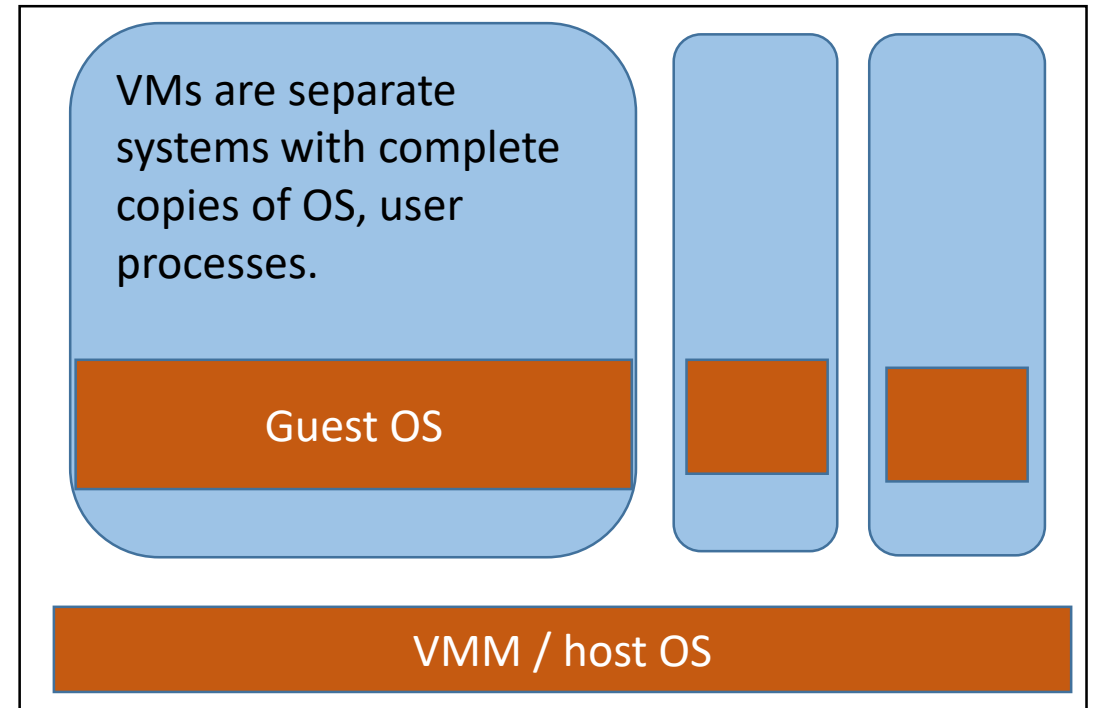 VMs are separate
systems with complete
copies of OS, user
processes.
Guest OS
VMM / host OS